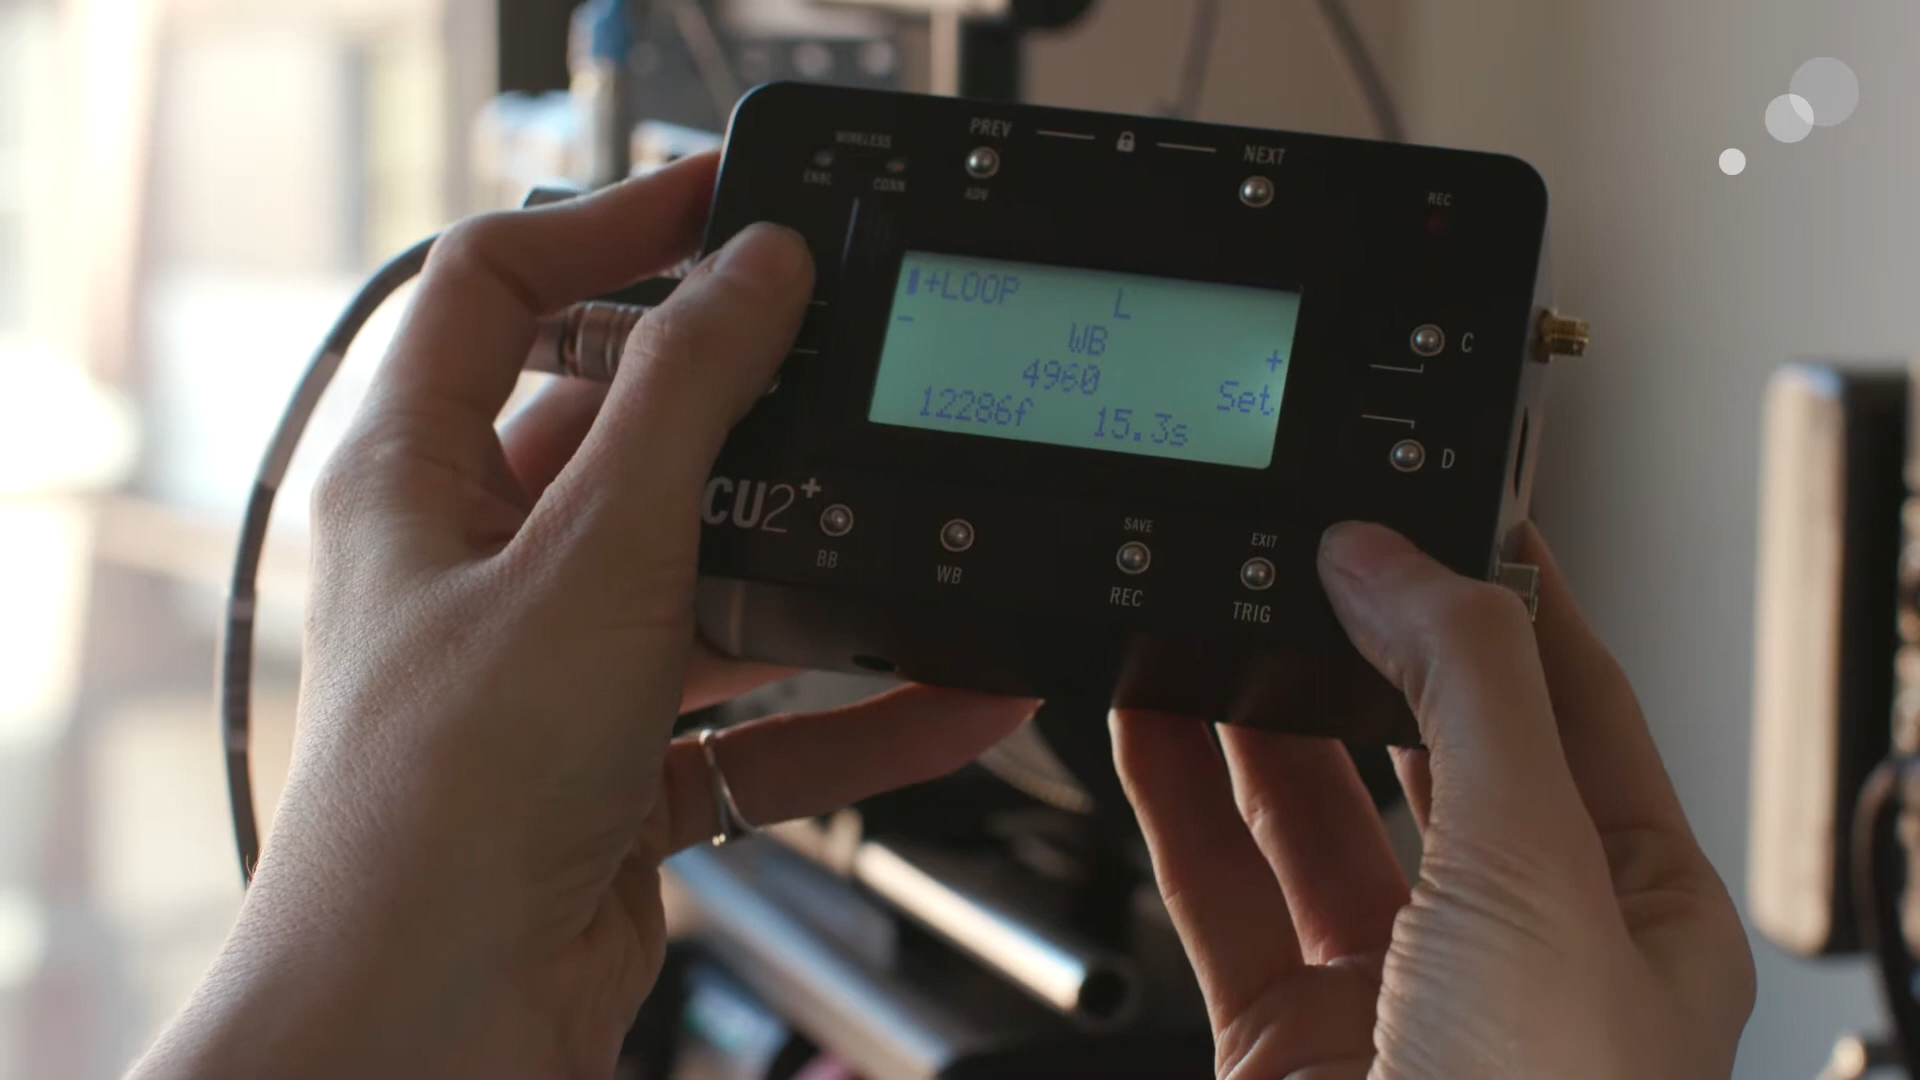 WIRELESS
ENBL CONN
PREV NEXT
ADV
REC
+LOOP L
- WB +
4960 Set
12286f 15.3s
C
D
CU2+
BB WB
SAVE EXIT
REC TRIG